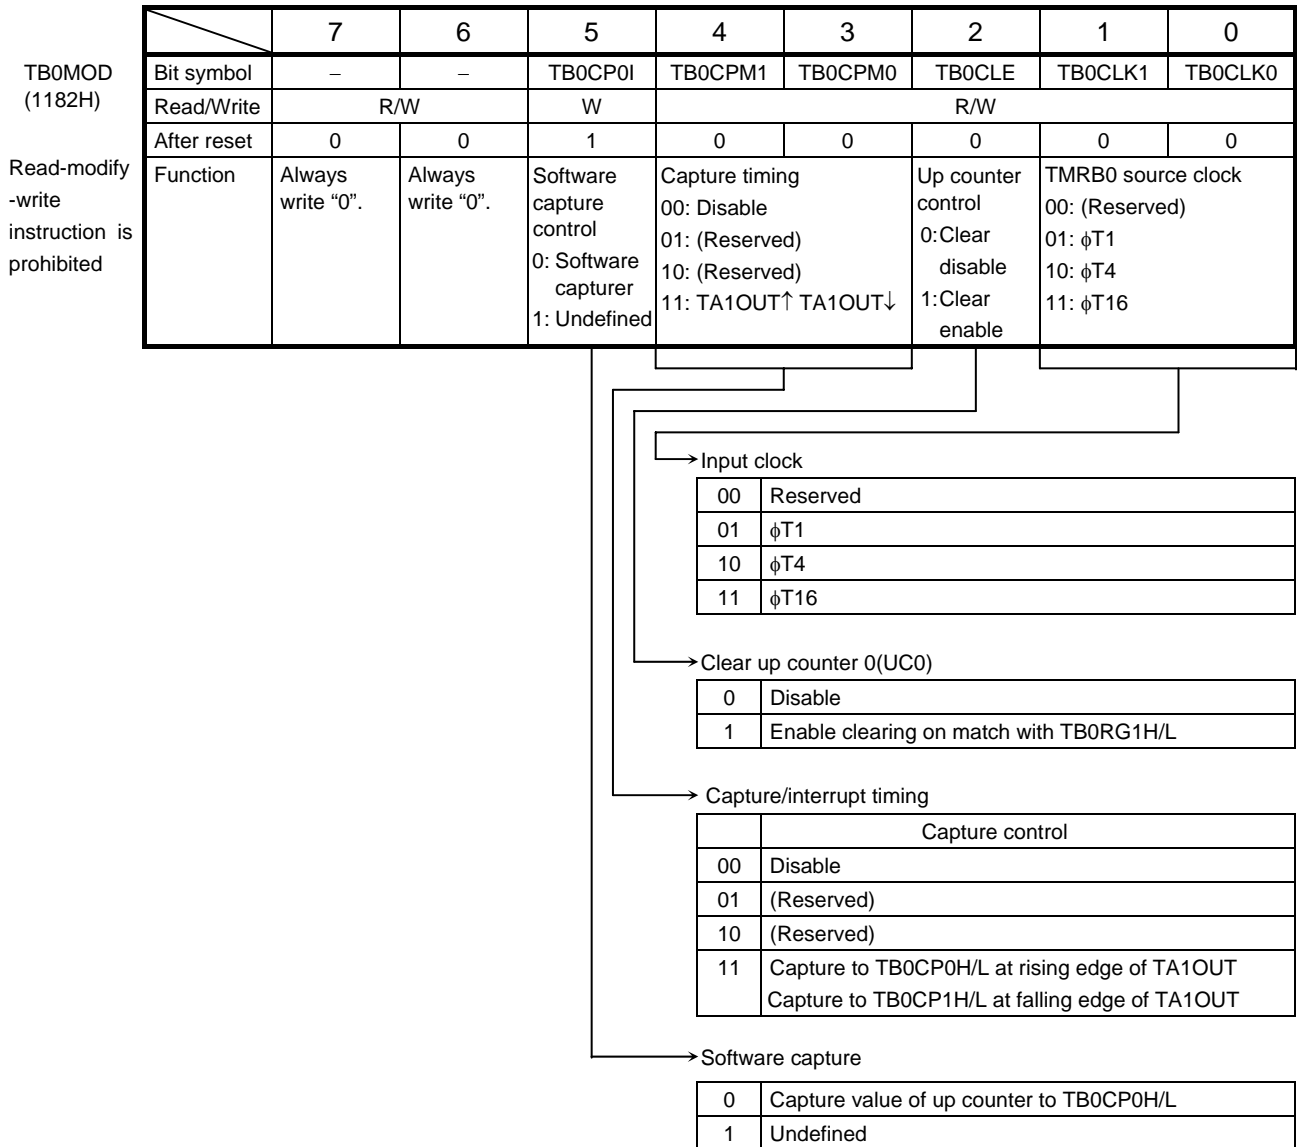 7 6 5 4 3 2 1 0
TB0MOD
(1182H)
Bit symbol – – TB0CP0I TB0CPM1 TB0CPM0 TB0CLE TB0CLK1 TB0CLK0
Read/Write R/W W R/W
After reset 0 0 1 0 0 0 0 0
Read-modify
-write
instruction is
prohibited
Function
Always
write “0”.
Always
write “0”.
Software
capture
control
0: Software
capturer
1: Undefined
Capture timing
00: Disable
01: (Reserved)
10: (Reserved)
11: TA1OUT↑ TA1OUT↓
Up counter
control
0:Clear
disable
1:Clear
enable
TMRB0 source clock
00: (Reserved)
01: ϕT1
10: ϕT4
11: ϕT16
Input clock
00 Reserved
01 ϕT1
10 ϕT4
11 ϕT16
Clear up counter 0(UC0)
0 Disable
1 Enable clearing on match with TB0RG1H/L
Capture/interrupt timing
Capture control
00 Disable
01 (Reserved)
10 (Reserved)
11 Capture to TB0CP0H/L at rising edge of TA1OUT
Capture to TB0CP1H/L at falling edge of TA1OUT
Software capture
0 Capture value of up counter to TB0CP0H/L
1 Undefined